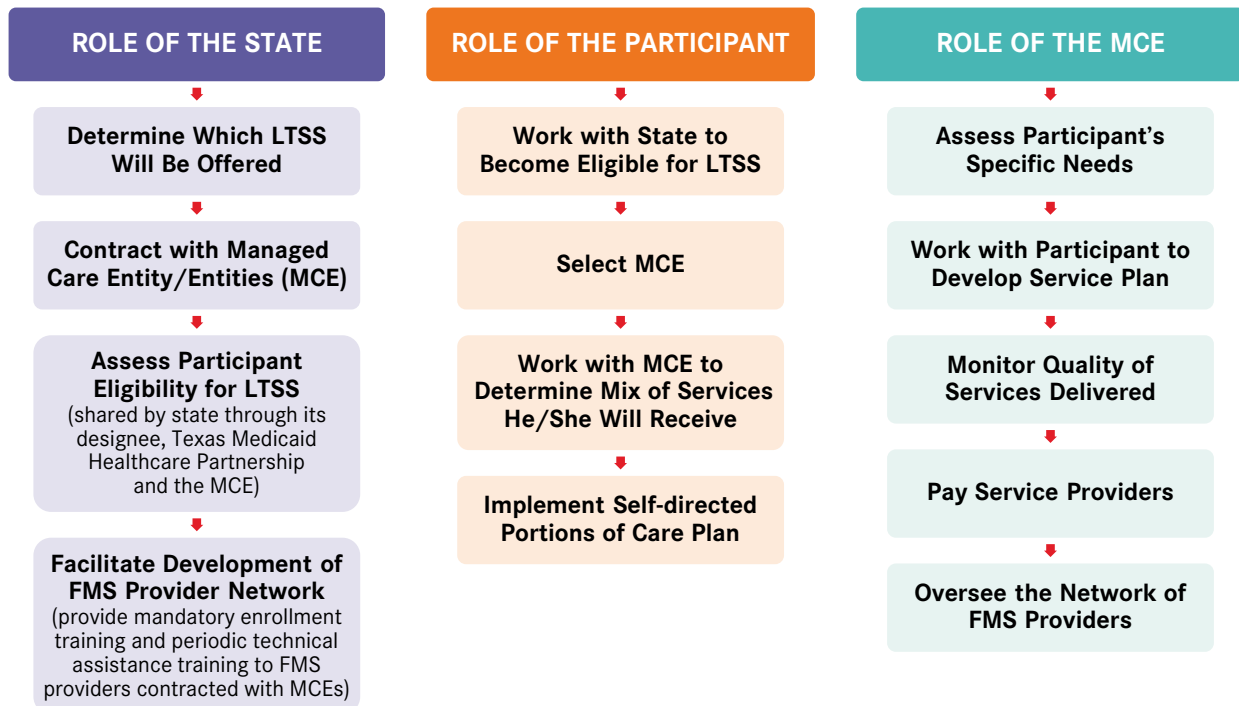 ROLE OF THE STATE
Determine Which LTSS
Will Be Offered
Contract with Managed
Care Entity/Entities (MCE)
Assess Participant
Eligibility for LTSS
(shared by state through its
designee, Texas Medicaid
Healthcare Partnership
and the MCE)
Facilitate Development of
FMS Provider Network
(provide mandatory enrollment
training and periodic technical
assistance training to FMS
providers contracted with MCEs)
ROLE OF THE PARTICIPANT
Work with State to
Become Eligible for LTSS
Select MCE
Work with MCE to
Determine Mix of Services
He/She Will Receive
Implement Self-directed
Portions of Care Plan
ROLE OF THE MCE
Assess Participant’s
Specific Needs
Work with Participant to
Develop Service Plan
Monitor Quality of
Services Delivered
Pay Service Providers
Oversee the Network of
FMS Providers